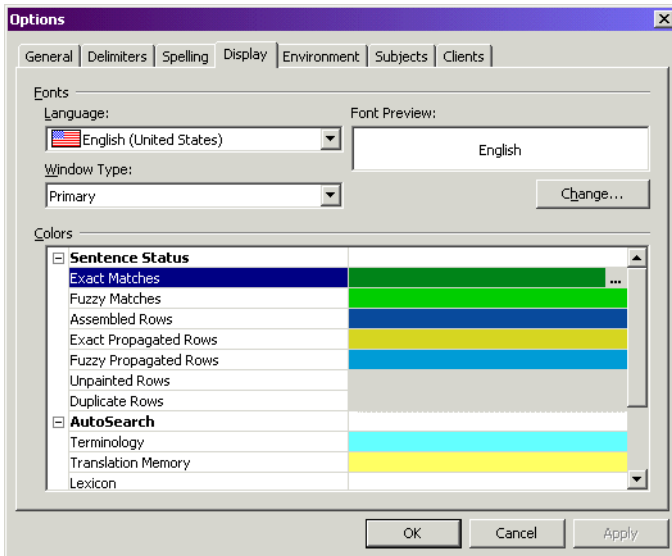 Options
General Delimiters Spelling Display Environment Subjects Clients
Fonts
Language: Font Preview:
English (United States) English
Window Type:
Primary Change...
Colors
Sentence Status
Exact Matches ...
Fuzzy Matches
Assembled Rows
Exact Propagated Rows
Fuzzy Propagated Rows
Unpainted Rows
Duplicate Rows
AutoSearch
Terminology
Translation Memory
Lexicon
OK Cancel Apply